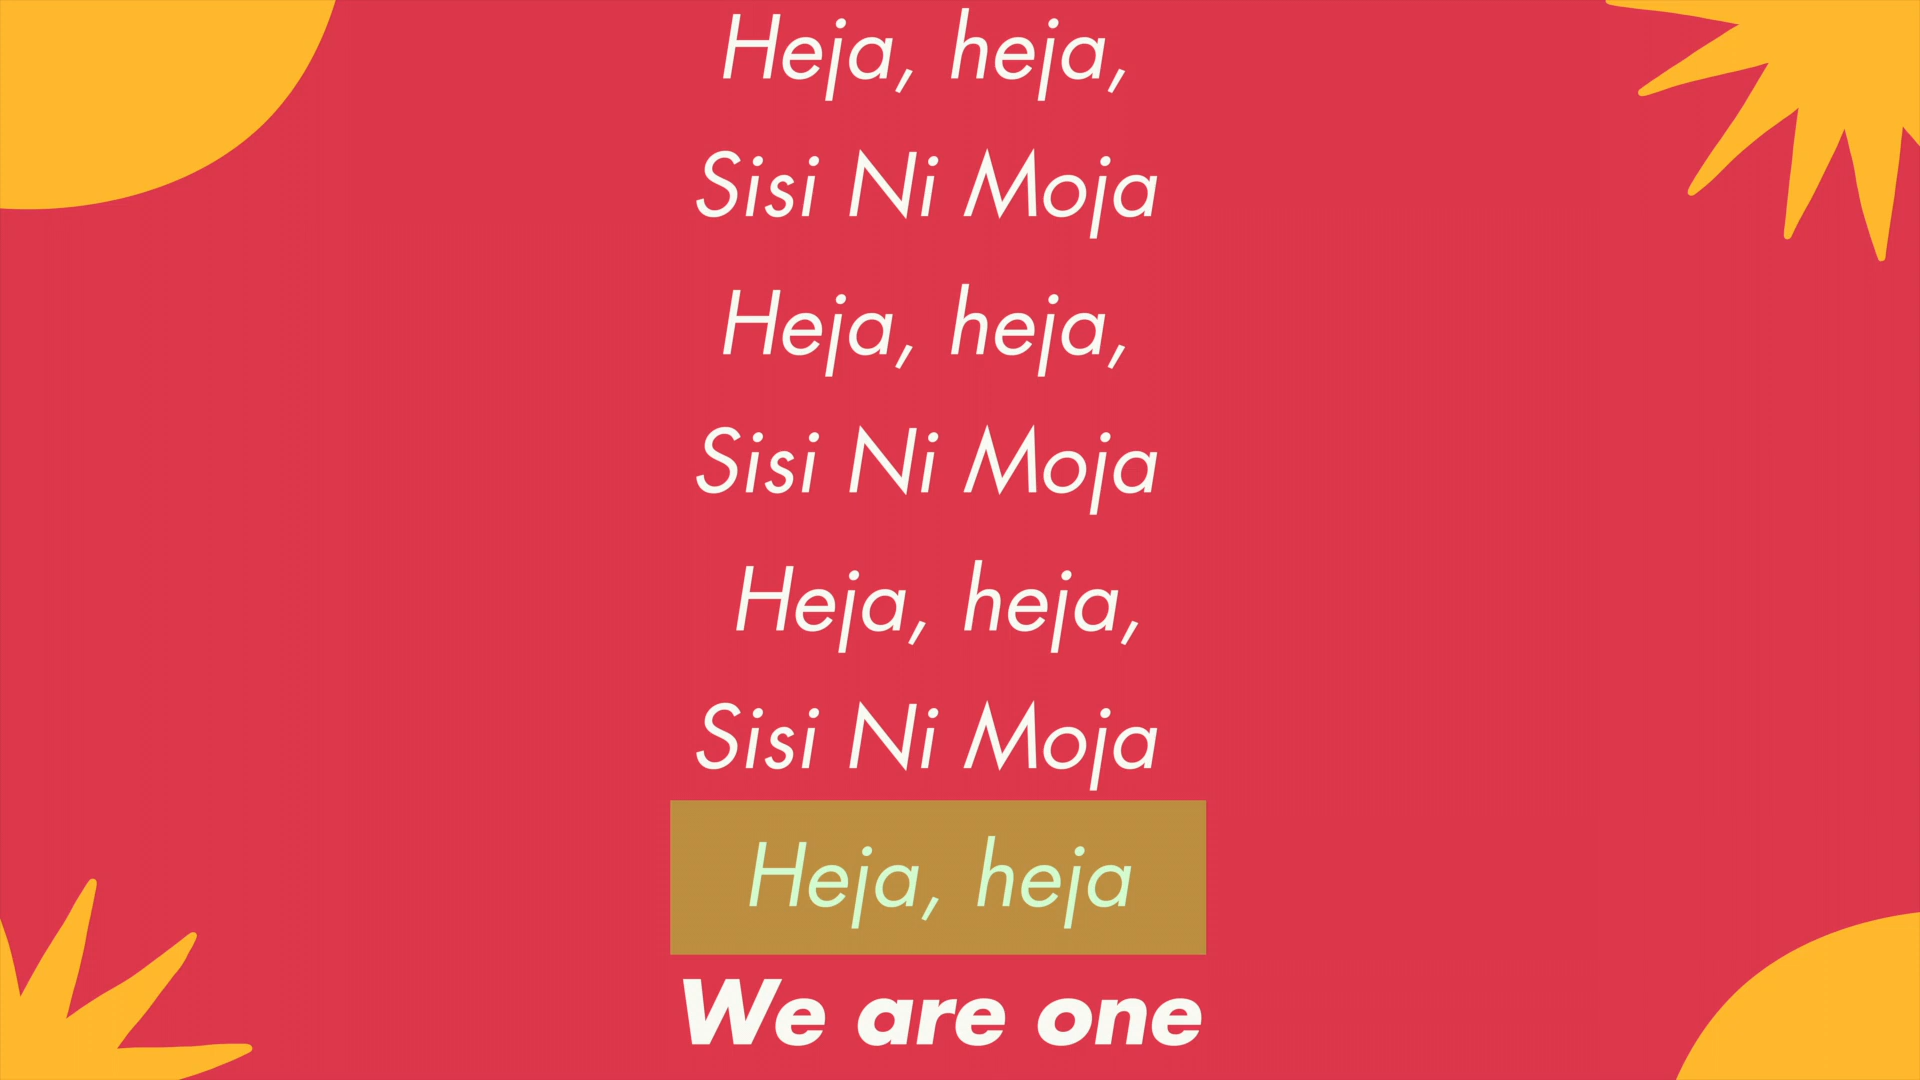 Heja, heja,
Sisi Ni Moja
Heja, heja,
Sisi Ni Moja
Heja, heja,
Sisi Ni Moja
Heja, heja
We are one